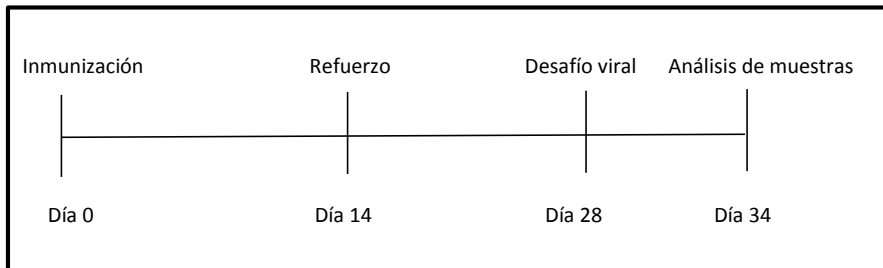 Inmunización Refuerzo Desafío viral Análisis de muestras
Día 0 Día 14 Día 28 Día 34